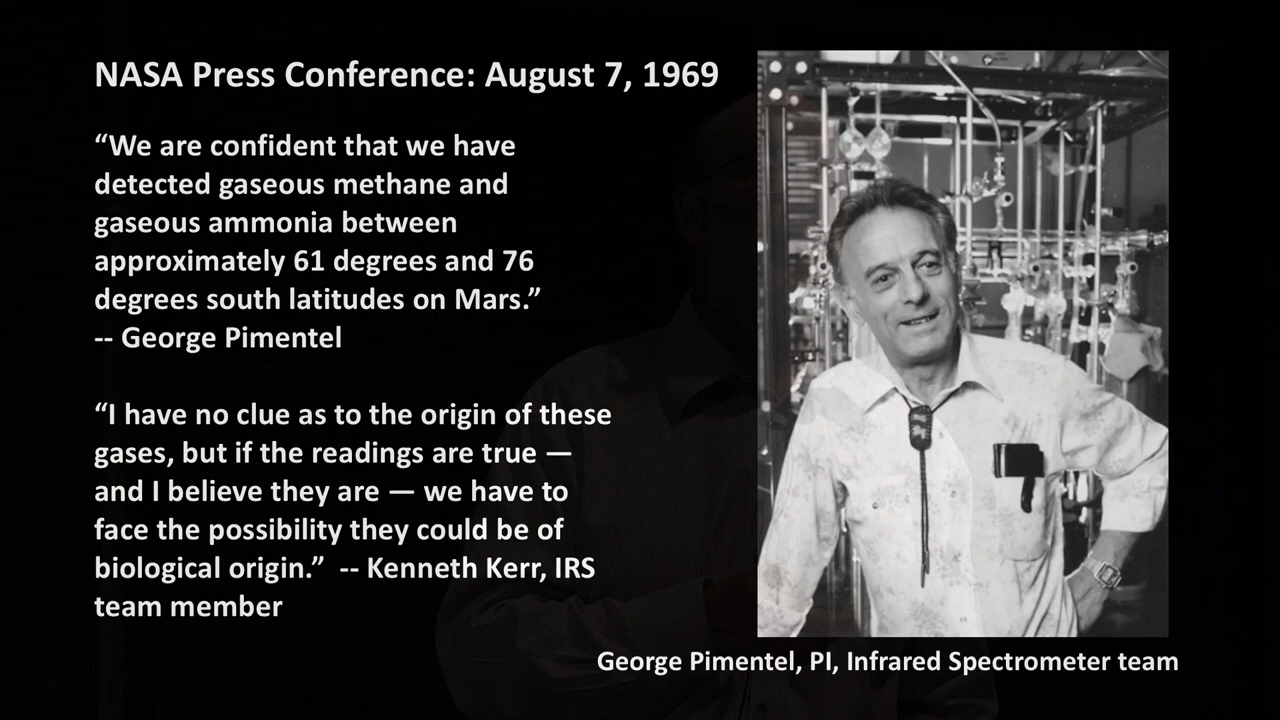 NASA Press Conference: August 7, 1969
“We are confident that we have
detected gaseous methane and
gaseous ammonia between
approximately 61 degrees and 76
degrees south latitudes on Mars.”
-- George Pimentel
“I have no clue as to the origin of these
gases, but if the readings are true —
and I believe they are — we have to
face the possibility they could be of
biological origin.”  -- Kenneth Kerr, IRS
team member
George Pimentel, PI, Infrared Spectrometer team